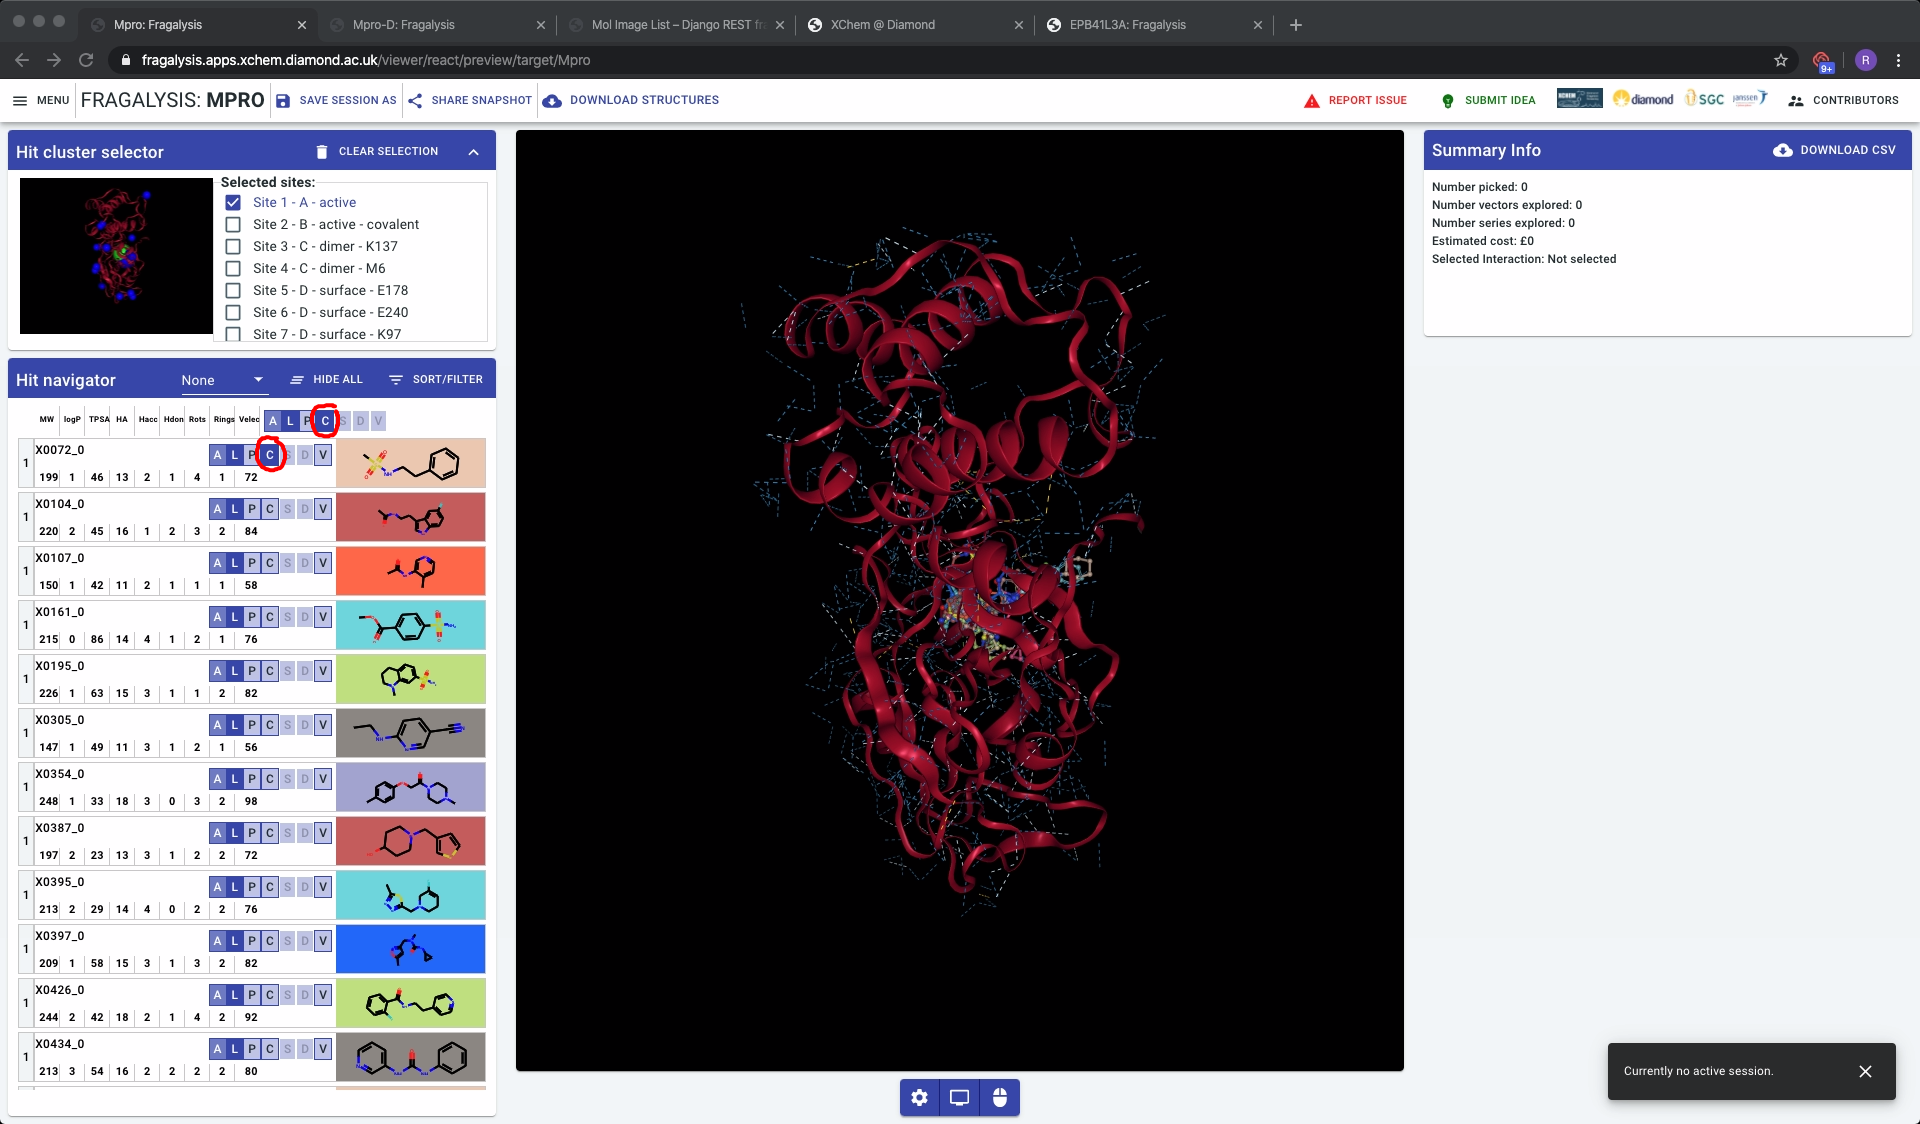 Mpro: Fragalysis
Mpro-D: Fragalysis
Mol Image List – Django REST fra
XChem @ Diamond
EPB41L3A: Fragalysis
fragalysis.apps.xchem.diamond.ac.uk/viewer/react/preview/target/Mpro
9+
R
MENU
FRAGALYSIS: MPRO
SAVE SESSION AS
SHARE SNAPSHOT
DOWNLOAD STRUCTURES
REPORT ISSUE
SUBMIT IDEA
diamond
SGC
janssen
CONTRIBUTORS
Hit cluster selector
CLEAR SELECTION
Selected sites:
Site 1 - A - active
Site 2 - B - active - covalent
Site 3 - C - dimer - K137
Site 4 - C - dimer - M6
Site 5 - D - surface - E178
Site 6 - D - surface - E240
Site 7 - D - surface - K97
Hit navigator
None
HIDE ALL
SORT/FILTER
MW logP TPSA HA Hacc Hdon Rots Rings Velec A L P C S D V
1 X0072_0 A L P C S D V
199 1 46 13 2 1 4 1 72
1 X0104_0 A L P C S D V
220 2 45 16 1 2 3 2 84
1 X0107_0 A L P C S D V
150 1 42 11 2 1 1 1 58
1 X0161_0 A L P C S D V
215 0 86 14 4 1 2 1 76
1 X0195_0 A L P C S D V
226 1 63 15 3 1 1 2 82
1 X0305_0 A L P C S D V
147 1 49 11 3 1 2 1 56
1 X0354_0 A L P C S D V
248 1 33 18 3 0 3 2 98
1 X0387_0 A L P C S D V
197 2 23 13 3 1 2 2 72
1 X0395_0 A L P C S D V
213 2 29 14 4 0 2 2 76
1 X0397_0 A L P C S D V
209 1 58 15 3 1 3 2 82
1 X0426_0 A L P C S D V
244 2 42 18 2 1 4 2 92
1 X0434_0 A L P C S D V
213 3 54 16 2 2 2 2 80
Summary Info
DOWNLOAD CSV
Number picked: 0
Number vectors explored: 0
Number series explored: 0
Estimated cost: £0
Selected Interaction: Not selected
Currently no active session.